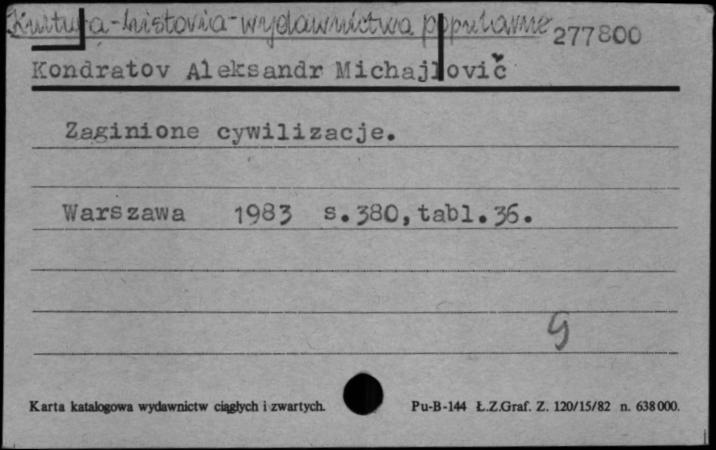 Kultura-historia-wydawnictwa popularne 277800
Kondratov Aleksandr Michajlovič
Zaginione cywilizacje.
Warszawa 1983 s.380,tabl.36.
g
Karta katalogowa wydawnictw ciągłych i zwartych. Pu-B-144 Ł.Z.Graf. Z. 120/15/82 n. 638000.